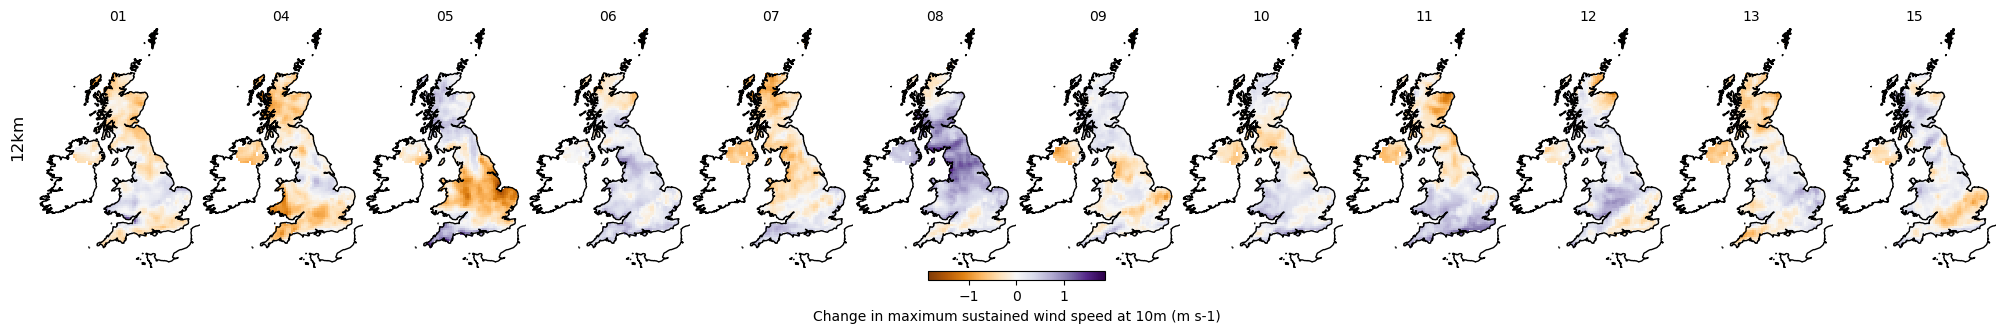 01 04 05 06 07 08 09 10 11 12 13 15
12km
−1 0 1
Change in maximum sustained wind speed at 10m (m s-1)